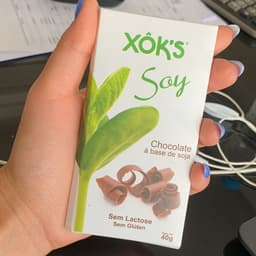 XÔK'S
Soy
Chocolate
à base de soja
Sem Lactose
Sem Glúten
40g